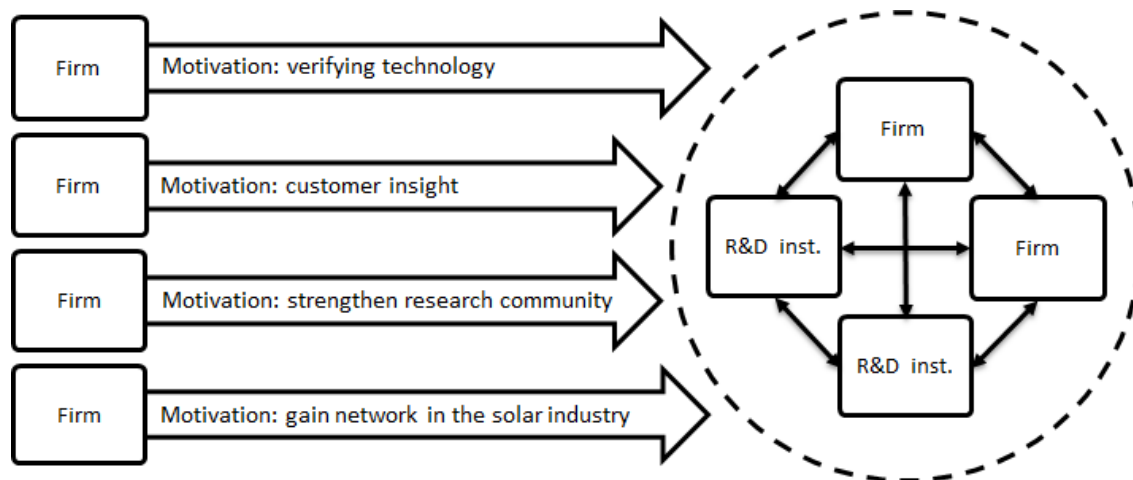 Firm
Motivation: verifying technology
Firm
Motivation: customer insight
Firm
Motivation: strengthen research community
Firm
Motivation: gain network in the solar industry
Firm
R&D inst.
Firm
R&D inst.